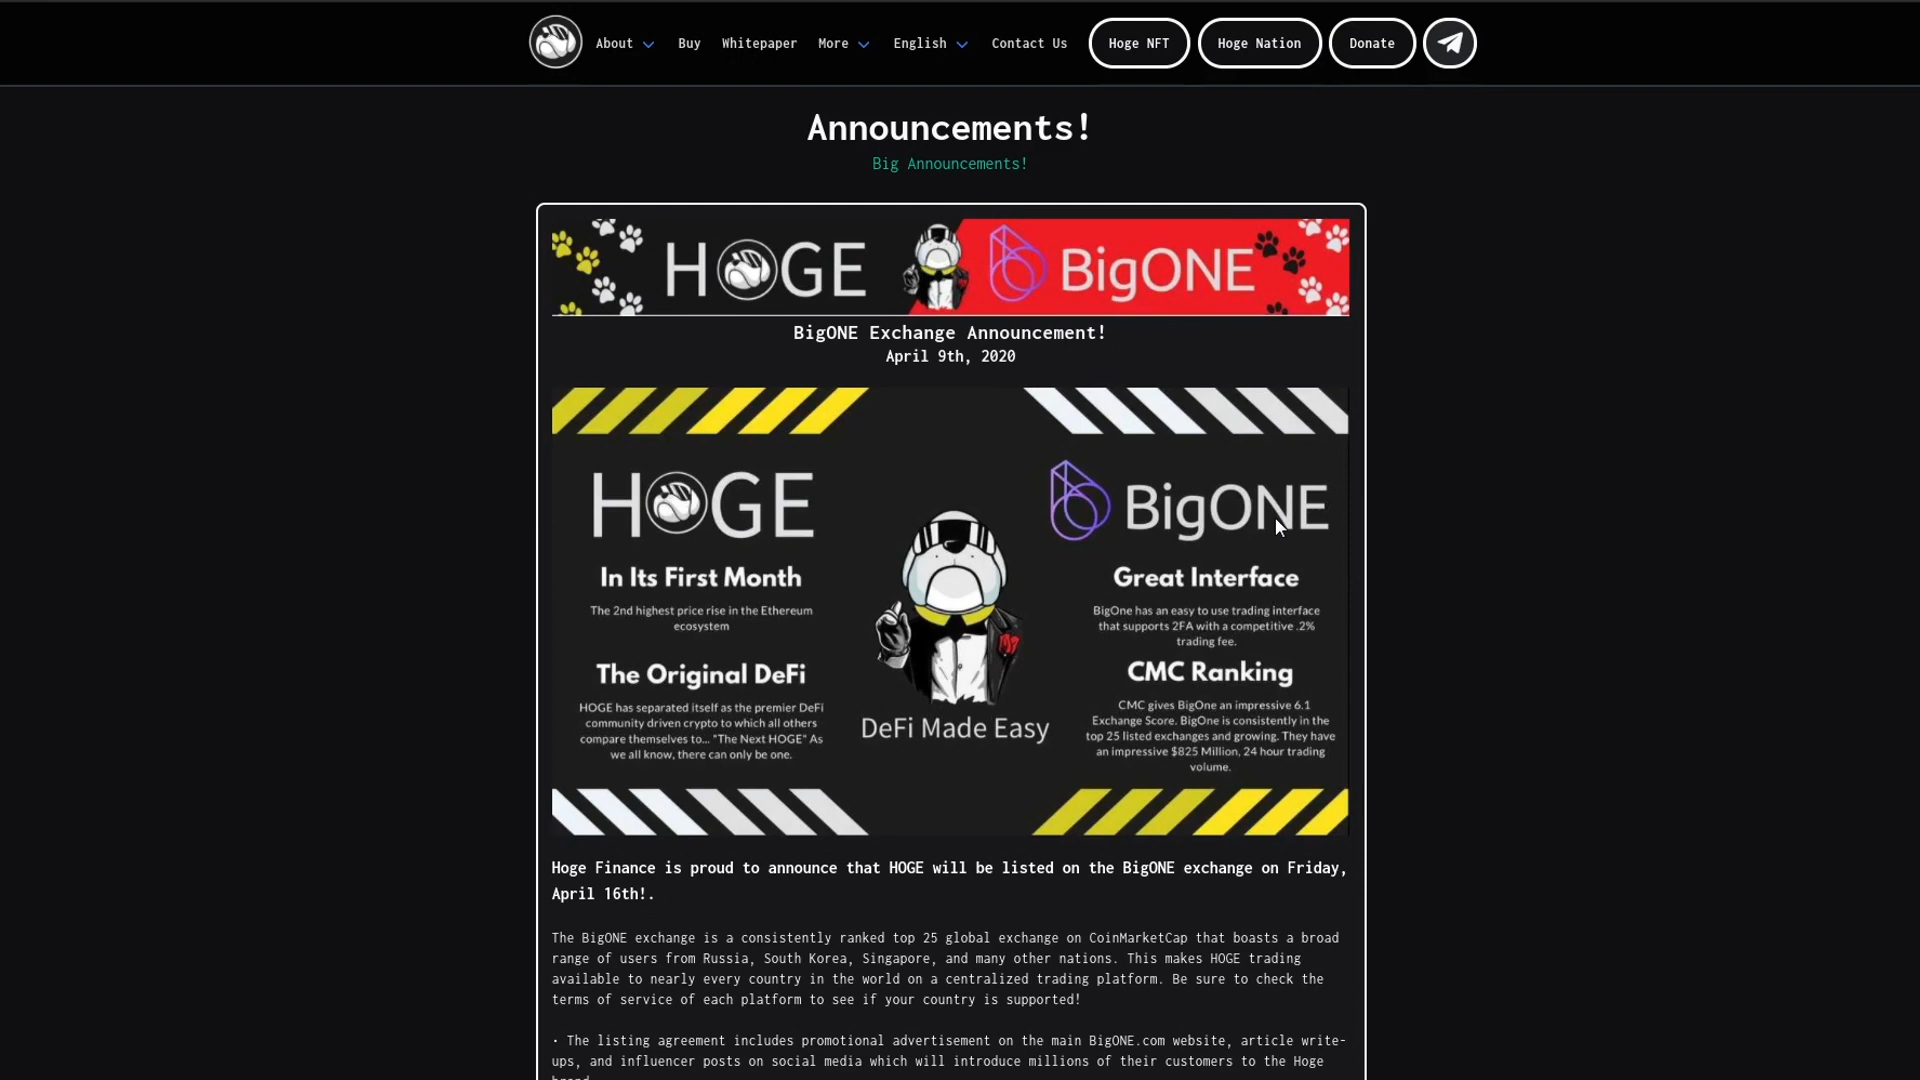 About Buy Whitepaper More English Contact Us Hoge NFT Hoge Nation Donate
Announcements!
Big Announcements!
HOGE BigONE
BigONE Exchange Announcement!
April 9th, 2020
HOGE
In Its First Month
The 2nd highest price rise in the Ethereum
ecosystem
The Original DeFi
HOGE has separated itself as the premier DeFi
community driven crypto to which all others
compare themselves to... "The Next HOGE" As
we all know, there can only be one.
DeFi Made Easy
BigONE
Great Interface
BigOne has an easy to use trading interface
that supports 2FA with a competitive .2%
trading fee.
CMC Ranking
CMC gives BigOne an impressive 6.1
Exchange Score. BigOne is consistently in the
top 25 listed exchanges and growing. They have
an impressive $825 Million, 24 hour trading
volume.
Hoge Finance is proud to announce that HOGE will be listed on the BigONE exchange on Friday,
April 16th!.
The BigONE exchange is a consistently ranked top 25 global exchange on CoinMarketCap that boasts a broad
range of users from Russia, South Korea, Singapore, and many other nations. This makes HOGE trading
available to nearly every country in the world on a centralized trading platform. Be sure to check the
terms of service of each platform to see if your country is supported!
· The listing agreement includes promotional advertisement on the main BigONE.com website, article write-
ups, and influencer posts on social media which will introduce millions of their customers to the Hoge